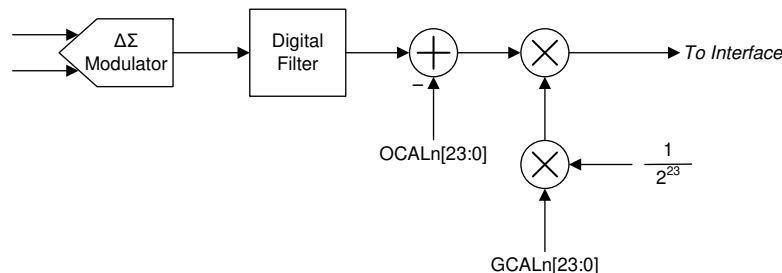 ΔΣ
Modulator
Digital
Filter
+
×
To Interface
–
OCALn[23:0]
×
1
2^23
GCALn[23:0]